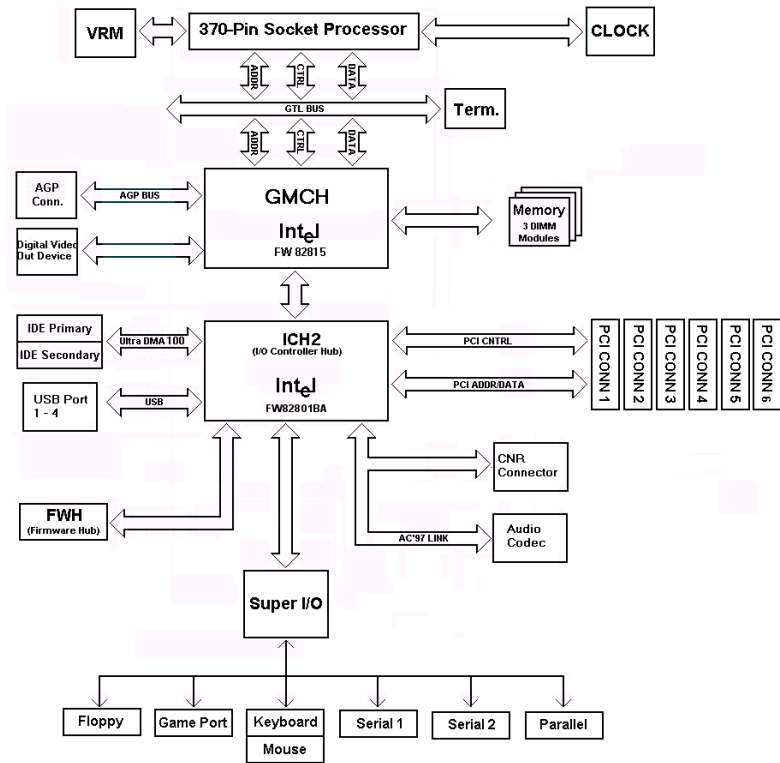 VRM
370-Pin Socket Processor
CLOCK
ADDR
CTRL
DATA
GTL BUS
Term.
ADDR
CTRL
DATA
AGP
Conn.
AGP BUS
GMCH
Intel
FW 82815
Memory
3 DIMM
Modules
Digital Video
Out Device
IDE Primary
IDE Secondary
Ultra DMA 100
ICH2
(I/O Controller Hub)
Intel
FW82801BA
PCI CNTRL
PCI ADDR/DATA
PCI CONN 1
PCI CONN 2
PCI CONN 3
PCI CONN 4
PCI CONN 5
PCI CONN 6
USB Port
1 - 4
USB
CNR
Connector
FWH
(Firmware Hub)
AC'97 LINK
Audio
Codec
Super I/O
Floppy
Game Port
Keyboard
Mouse
Serial 1
Serial 2
Parallel